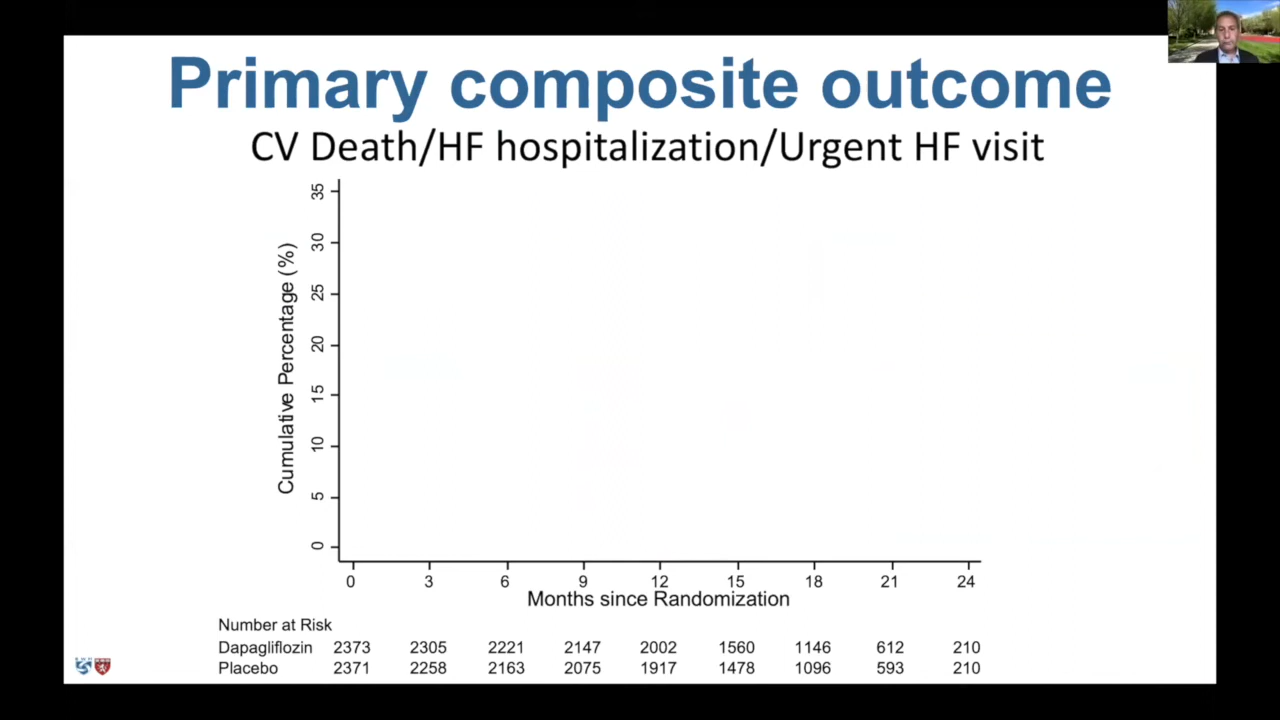 Primary composite outcome
CV Death/HF hospitalization/Urgent HF visit
Cumulative Percentage (%)
35
30
25
20
15
10
5
0
0 3 6 9 12 15 18 21 24
Months since Randomization
Number at Risk
Dapagliflozin 2373 2305 2221 2147 2002 1560 1146 612 210
Placebo 2371 2258 2163 2075 1917 1478 1096 593 210